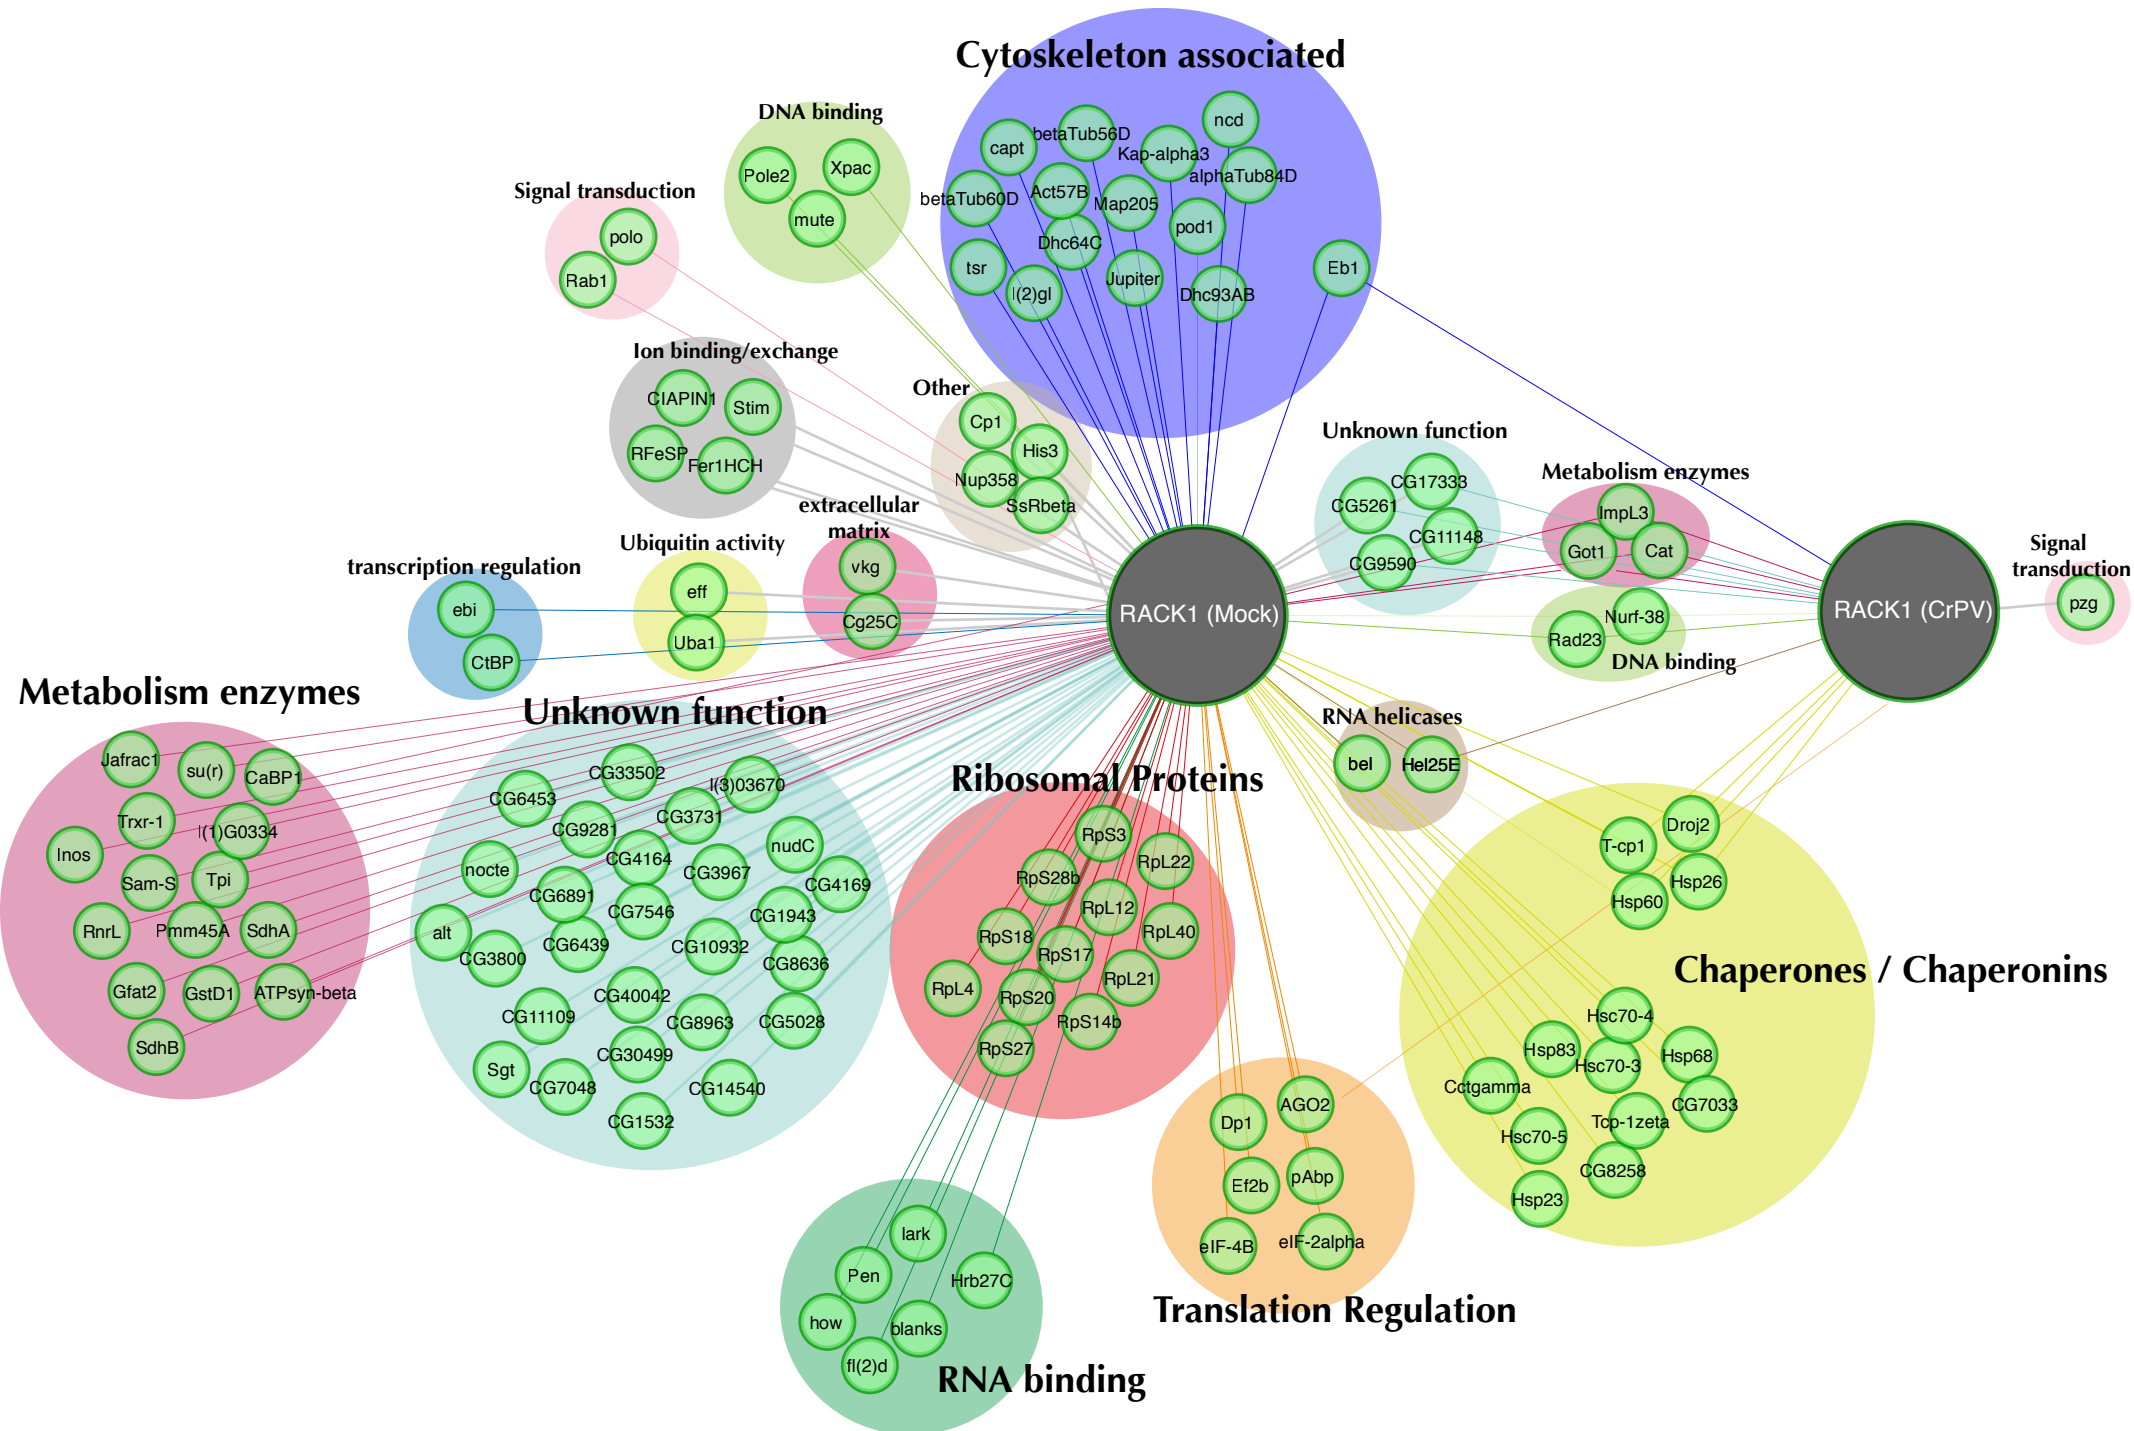 Cytoskeleton associated
capt
betaTub56D
Kap-alpha3
ncd
alphaTub84D
betaTub60D
Act57B
Map205
pod1
Dhc64C
tsr
l(2)gl
Jupiter
Dhc93AB
Eb1
DNA binding
Pole2
Xpac
mute
Signal transduction
polo
Rab1
Ion binding/exchange
CIAPIN1
Stim
RFeSP
Fer1HCH
Other
Cp1
His3
Nup358
SsRbeta
extracellular
matrix
vkg
Cg25C
Ubiquitin activity
eff
Uba1
transcription regulation
ebi
CtBP
RACK1 (Mock)
Unknown function
CG17333
CG5261
CG11148
CG9590
Metabolism enzymes
ImpL3
Got1
Cat
Nurf-38
Rad23
DNA binding
RACK1 (CrPV)
Signal
transduction
pzg
RNA helicases
bel
Hel25E
Metabolism enzymes
Jafrac1
su(r)
CaBP1
Trxr-1
l(1)G0334
Inos
Sam-S
Tpi
RnrL
Pmm45A
SdhA
Gfat2
GstD1
ATPsyn-beta
SdhB
Unknown function
CG33502
l(3)03670
CG6453
CG3731
CG9281
nudC
CG4164
nocte
CG3967
CG4169
CG6891
CG7546
CG1943
alt
CG6439
CG10932
CG3800
CG8636
CG40042
CG11109
CG8963
CG5028
CG30499
Sgt
CG7048
CG14540
CG1532
Ribosomal Proteins
RpS3
RpL22
RpS28b
RpL12
RpS18
RpL40
RpS17
RpL21
RpL4
RpS20
RpS14b
RpS27
Chaperones / Chaperonins
Droj2
T-cp1
Hsp26
Hsp60
Hsc70-4
Hsp83
Hsc70-3
Hsp68
Cctgamma
CG7033
Tcp-1zeta
Hsc70-5
CG8258
Hsp23
Translation Regulation
AGO2
Dp1
Ef2b
pAbp
eIF-4B
eIF-2alpha
RNA binding
lark
Pen
Hrb27C
how
blanks
fl(2)d